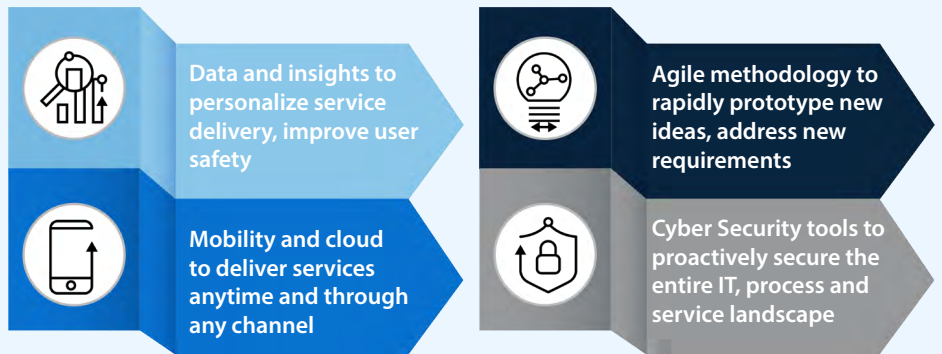 Data and insights to
personalize service
delivery, improve user
safety
Mobility and cloud
to deliver services
anytime and through
any channel
Agile methodology to
rapidly prototype new
ideas, address new
requirements
Cyber Security tools to
proactively secure the
entire IT, process and
service landscape